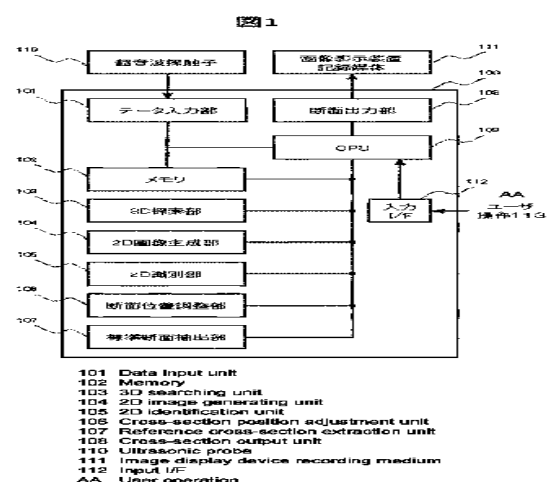 図1
110
超音波探触子
画像表示装置
記録媒体
111
100
101
データ入力部
断面出力部
108
109
CPU
102
メモリ
112
AA
103
3D探索部
入力
I/F
ユーザ
操作113
104
2D画像生成部
105
2D識別部
106
断面位置調整部
107
標準断面抽出部
101 Data input unit
102 Memory
103 3D searching unit
104 2D image generating unit
105 2D identification unit
106 Cross-section position adjustment unit
107 Reference cross-section extraction unit
108 Cross-section output unit
110 Ultrasonic probe
111 Image display device recording medium
112 Input I/F
AA User operation